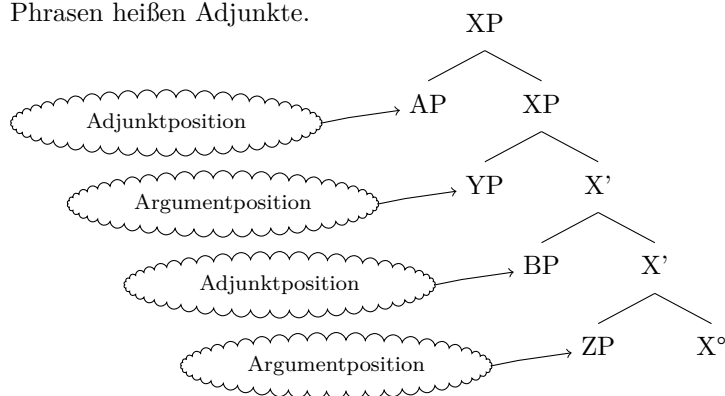 Phrasen heißen Adjunkte.
XP
Adjunktposition AP XP
Argumentposition YP X'
Adjunktposition BP X'
Argumentposition ZP X°